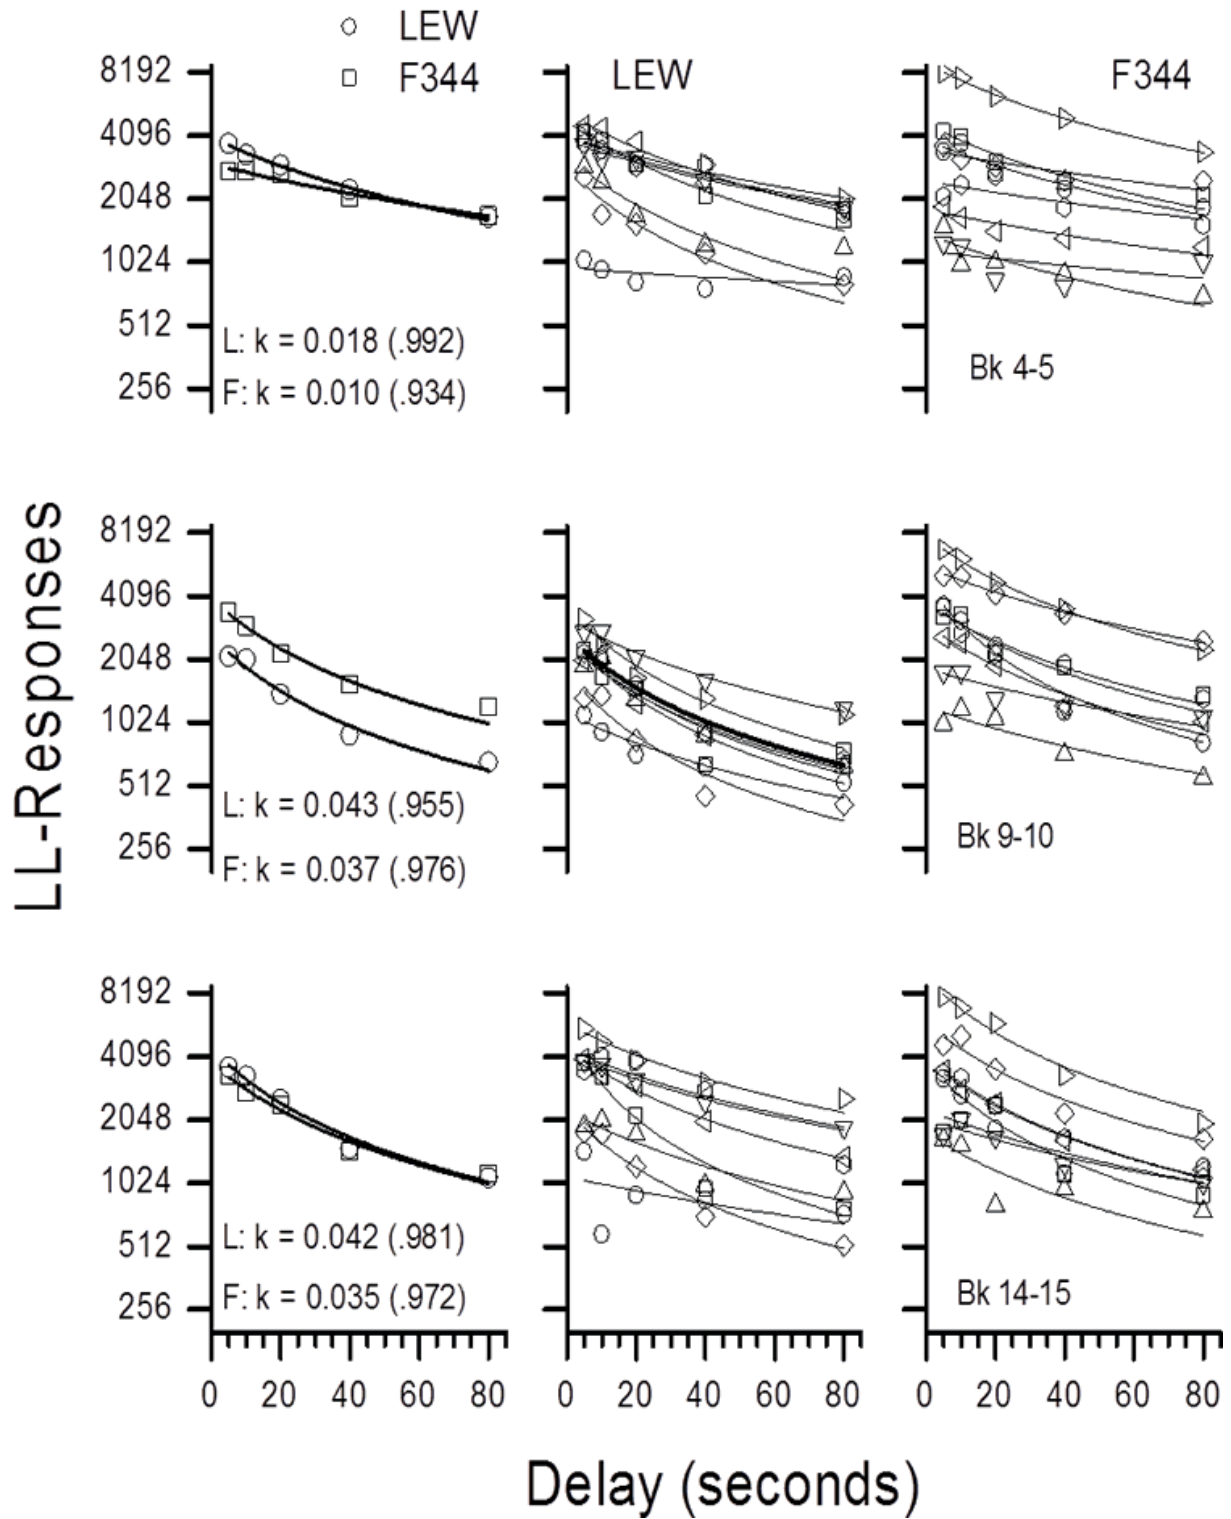 LEW
F344
LEW
F344
8192
4096
2048
1024
512
256
L: k = 0.018 (.992)
F: k = 0.010 (.934)
Bk 4-5
LL-Responses
8192
4096
2048
1024
512
256
L: k = 0.043 (.955)
F: k = 0.037 (.976)
Bk 9-10
8192
4096
2048
1024
512
256
L: k = 0.042 (.981)
F: k = 0.035 (.972)
Bk 14-15
0 20 40 60 80 0 20 40 60 80 0 20 40 60 80
Delay (seconds)